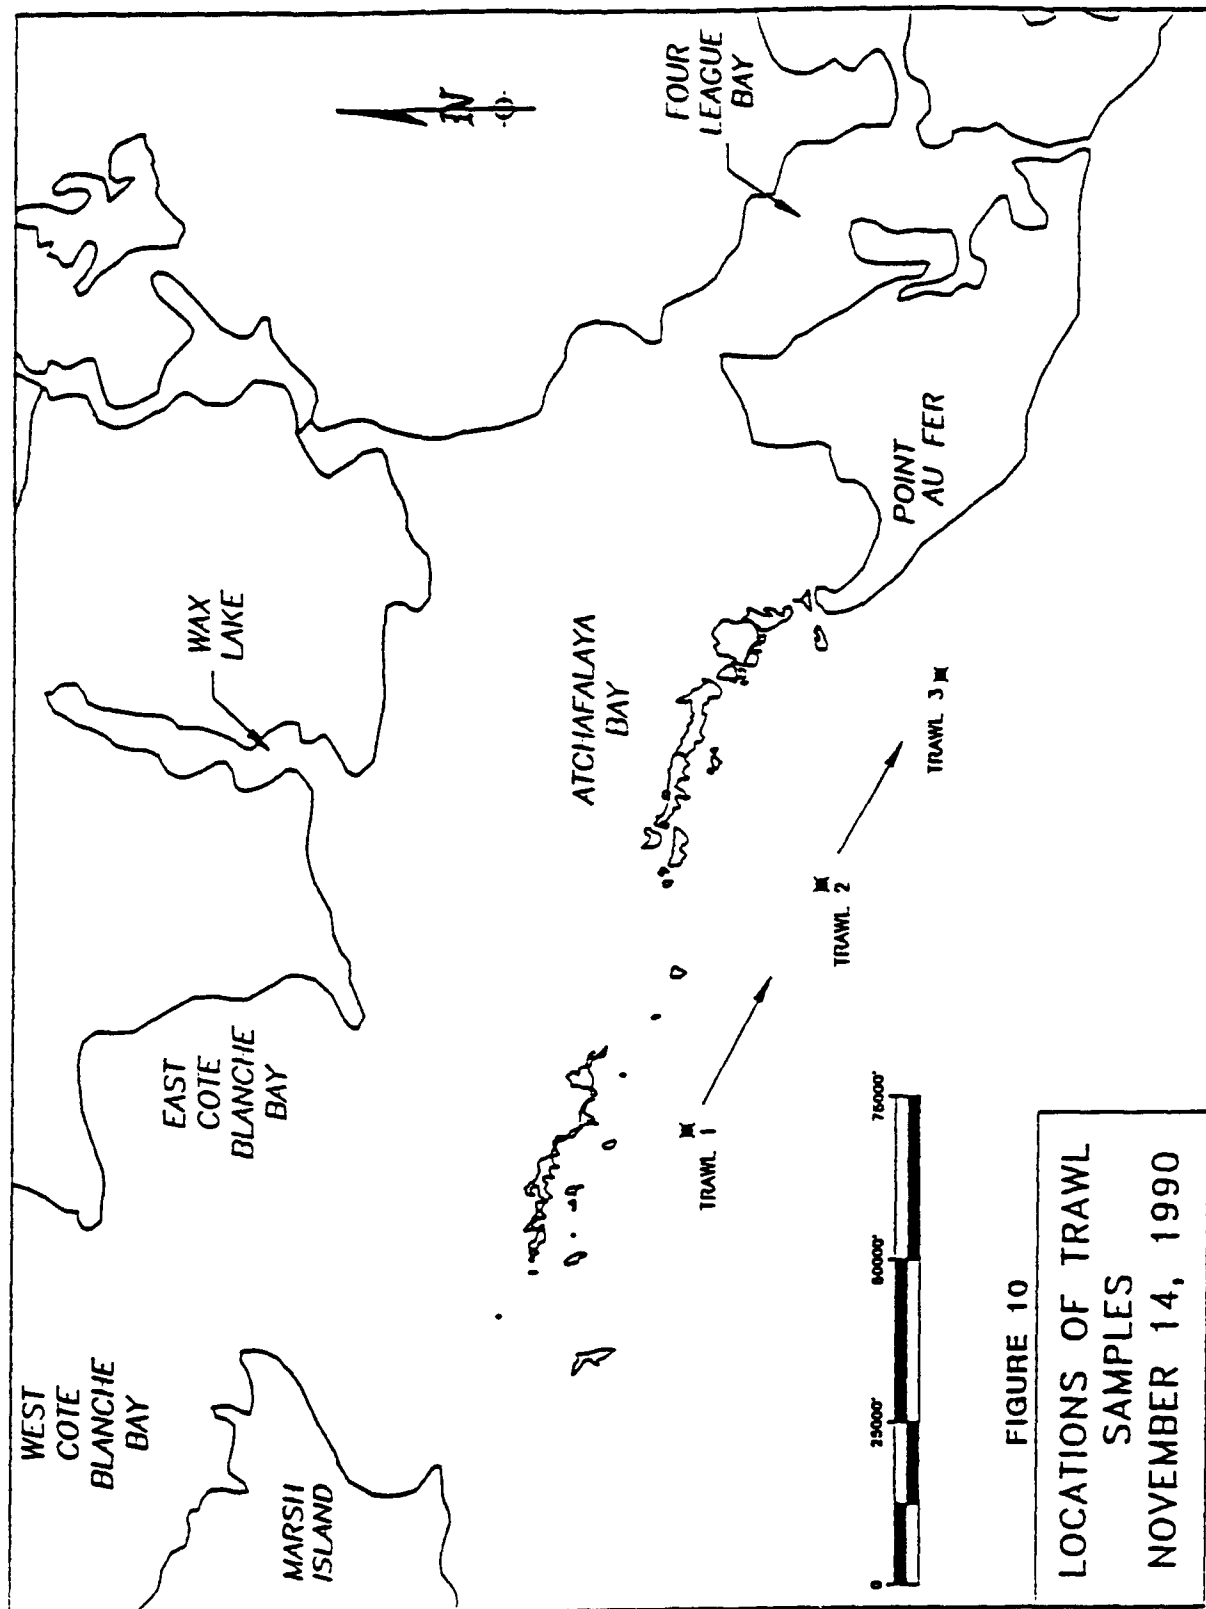 WEST
COTE
BLANCHE
BAY
EAST
COTE
BLANCHE
BAY
WAX
LAKE
N
FOUR
LEAGUE
BAY
MARSH
ISLAND
ATCHAFALAYA
BAY
POINT
AU FER
TRAWL 1
TRAWL 2
TRAWL 3
0 25000' 50000' 75000'
FIGURE 10
LOCATIONS OF TRAWL
SAMPLES
NOVEMBER 14, 1990